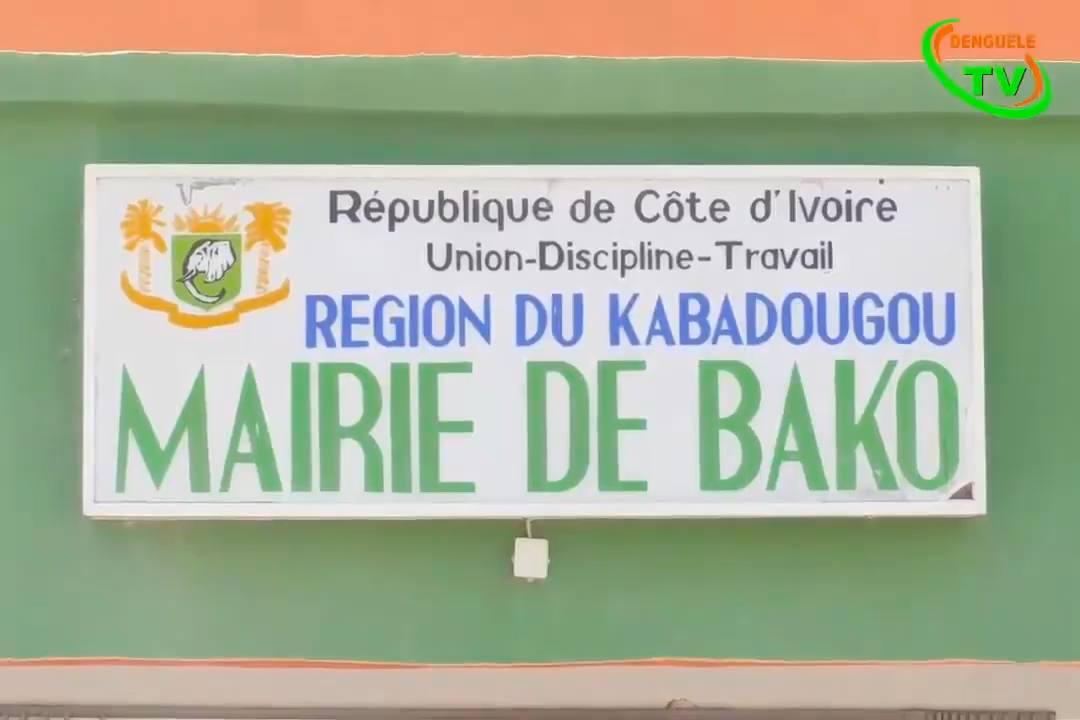 DENGUELE
TV
République de Côte d'Ivoire
Union-Discipline-Travail
REGION DU KABADOUGOU
MAIRIE DE BAKO